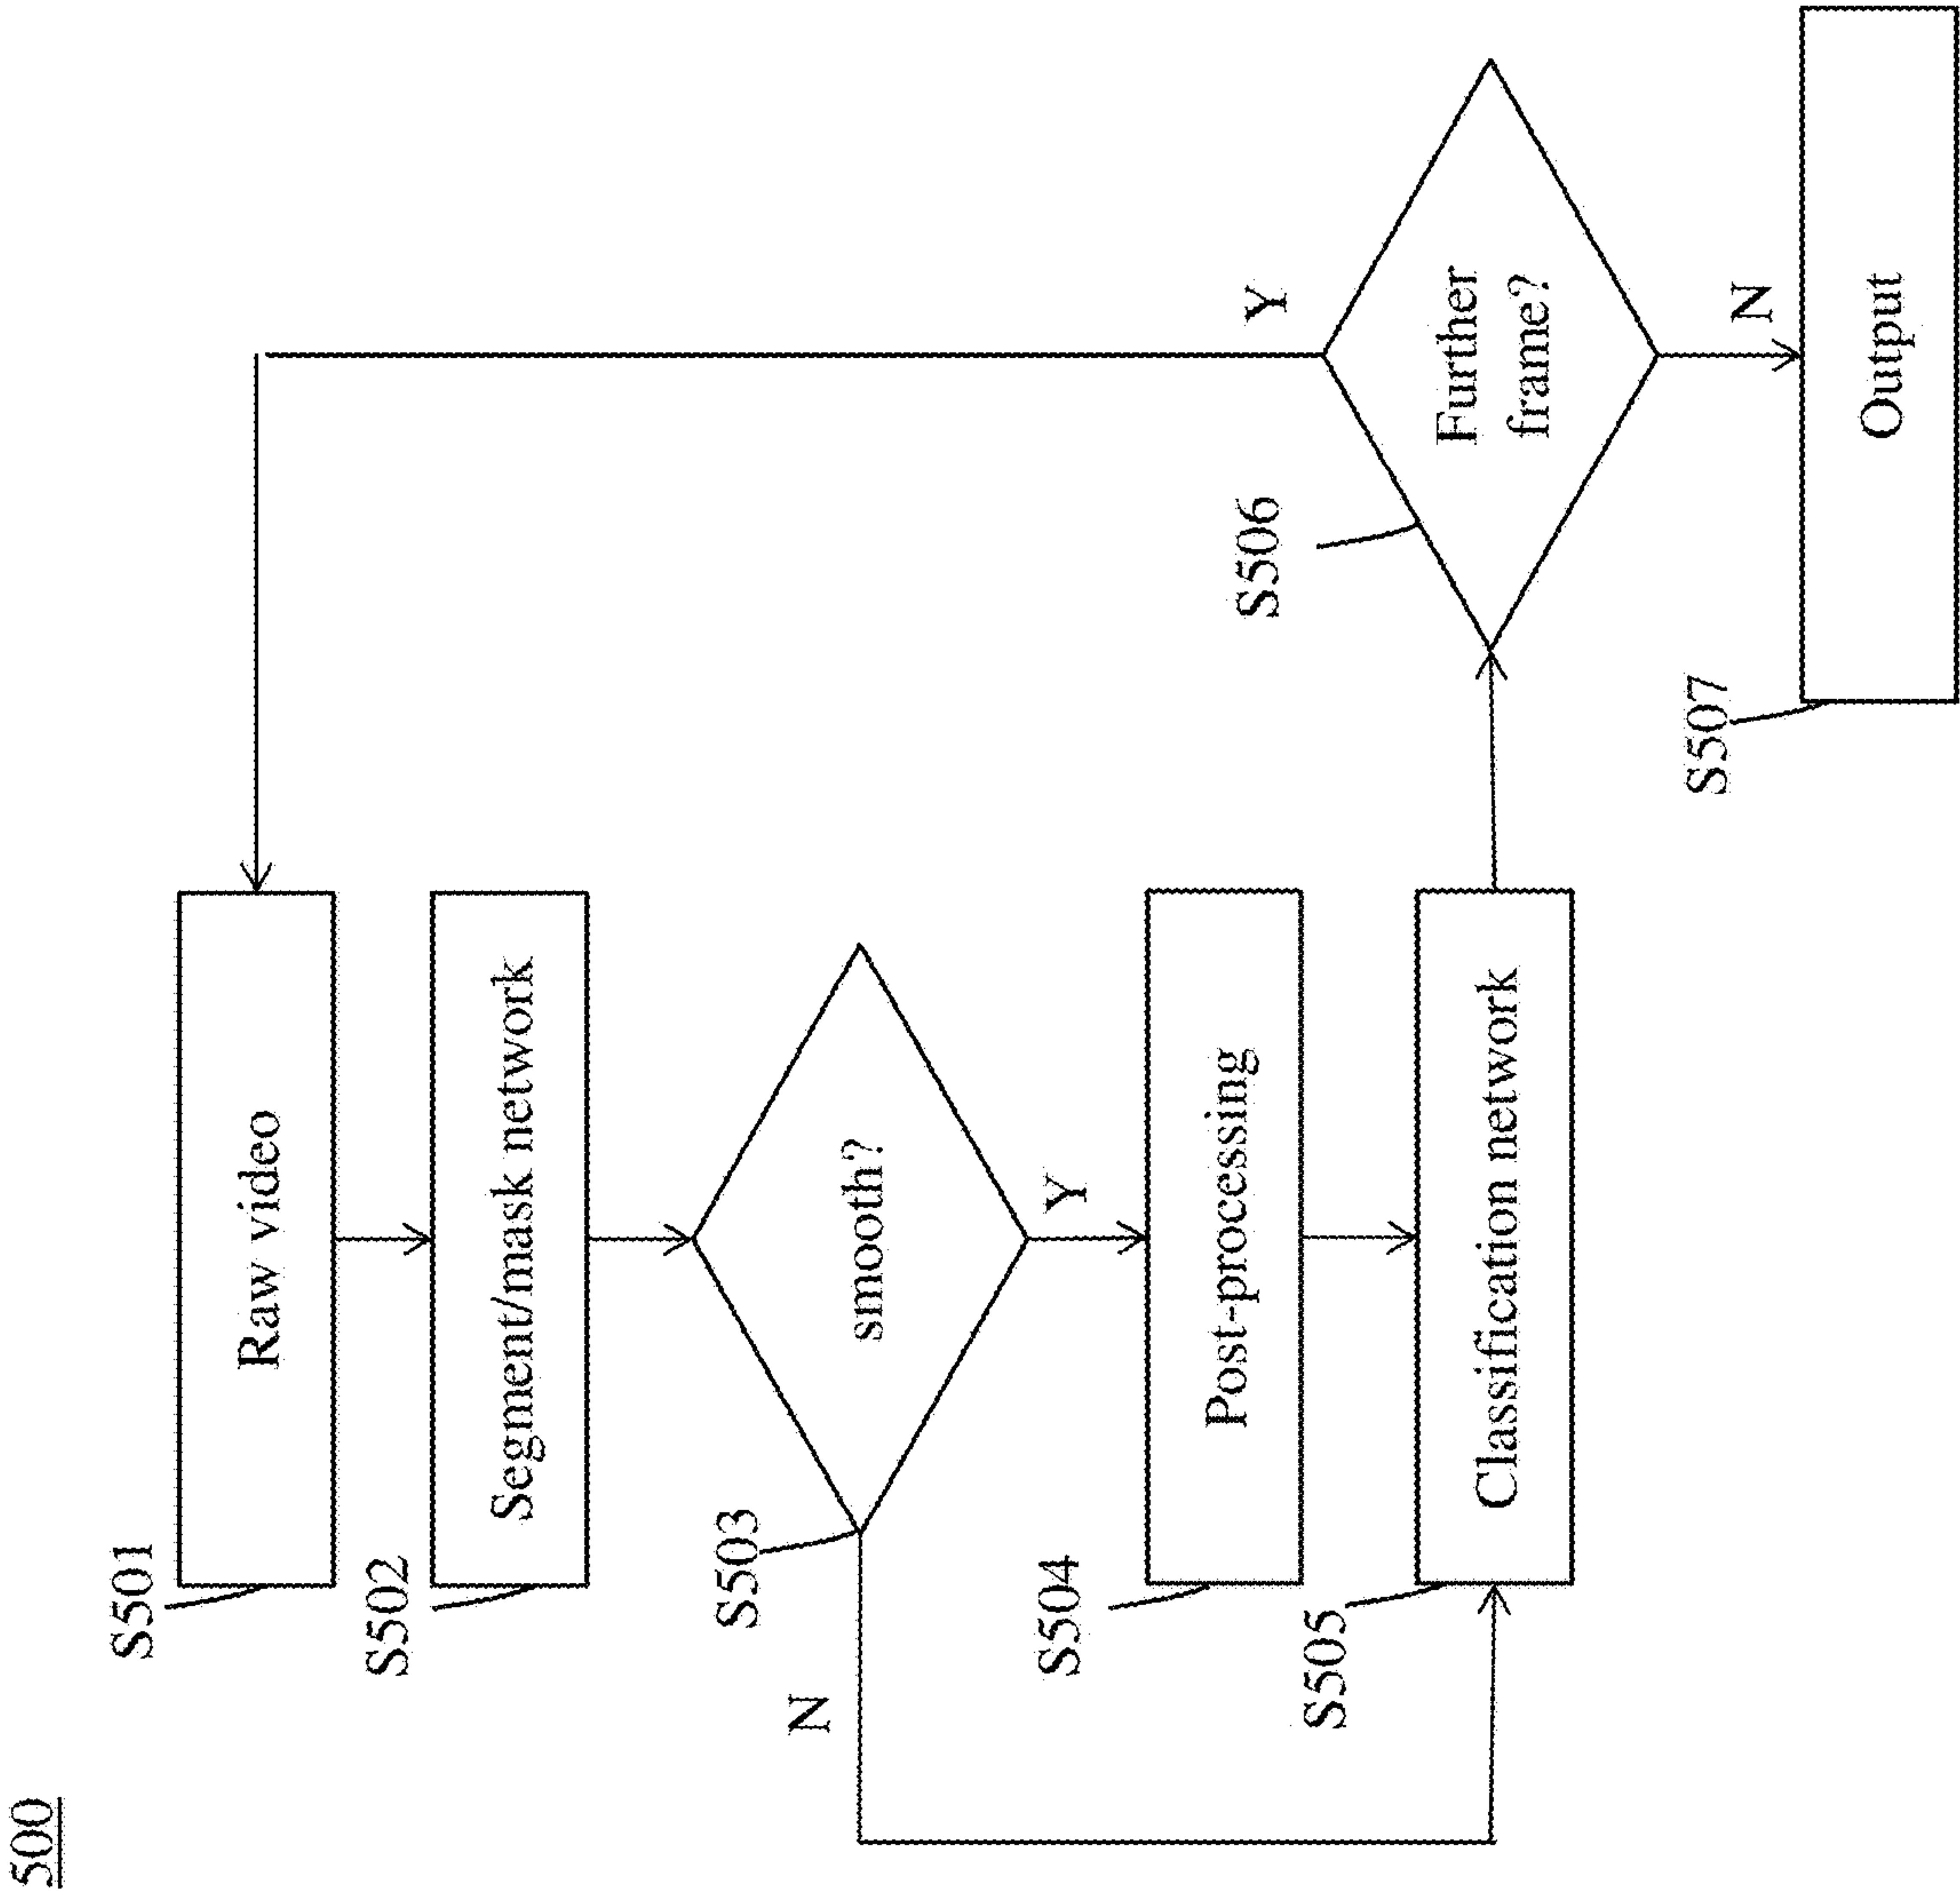 500
S501
Raw video
S502
Segment/mask network
S503
smooth?
N
Y
S504
Post-processing
S505
Classification network
S506
Further
frame?
Y
N
S507
Output